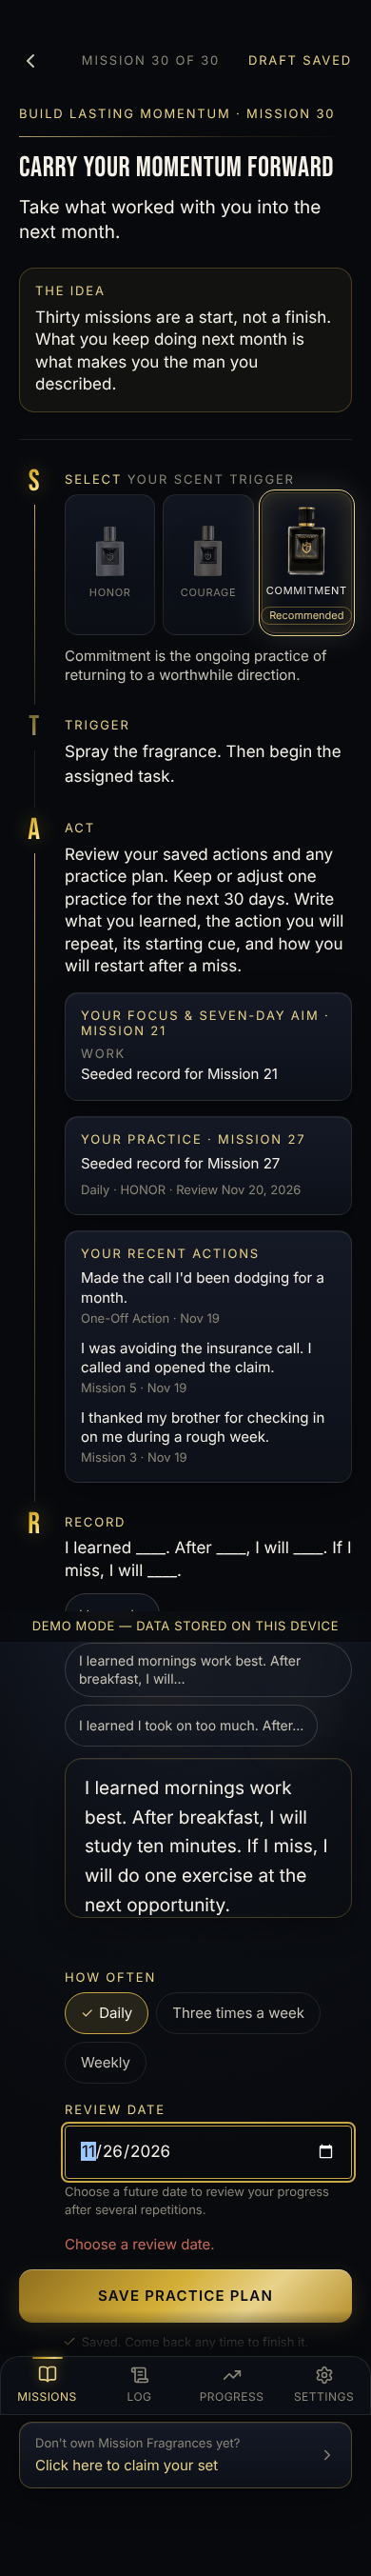 MISSION 30 OF 30
DRAFT SAVED
BUILD LASTING MOMENTUM · MISSION 30
CARRY YOUR MOMENTUM FORWARD
Take what worked with you into the
next month.
THE IDEA
Thirty missions are a start, not a finish.
What you keep doing next month is
what makes you the man you
described.
S
SELECT YOUR SCENT TRIGGER
HONOR
COURAGE
COMMITMENT
Recommended
Commitment is the ongoing practice of
returning to a worthwhile direction.
T
TRIGGER
Spray the fragrance. Then begin the
assigned task.
A
ACT
Review your saved actions and any
practice plan. Keep or adjust one
practice for the next 30 days. Write
what you learned, the action you will
repeat, its starting cue, and how you
will restart after a miss.
YOUR FOCUS & SEVEN-DAY AIM ·
MISSION 21
WORK
Seeded record for Mission 21
YOUR PRACTICE · MISSION 27
Seeded record for Mission 27
Daily · HONOR · Review Nov 20, 2026
YOUR RECENT ACTIONS
Made the call I'd been dodging for a
month.
One-Off Action · Nov 19
I was avoiding the insurance call. I
called and opened the claim.
Mission 5 · Nov 19
I thanked my brother for checking in
on me during a rough week.
Mission 3 · Nov 19
R
RECORD
I learned ____. After ____, I will ____. If I
miss, I will ____.
DEMO MODE — DATA STORED ON THIS DEVICE
I learned mornings work best. After
breakfast, I will...
I learned I took on too much. After...
I learned mornings work
best. After breakfast, I will
study ten minutes. If I miss, I
will do one exercise at the
next opportunity.
HOW OFTEN
Daily
Three times a week
Weekly
REVIEW DATE
11/26/2026
Choose a future date to review your progress
after several repetitions.
Choose a review date.
SAVE PRACTICE PLAN
Saved. Come back any time to finish it.
MISSIONS
LOG
PROGRESS
SETTINGS
Don't own Mission Fragrances yet?
Click here to claim your set